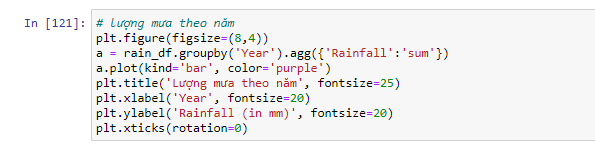 In [121]: # lượng mưa theo năm
plt.figure(figsize=(8,4))
a = rain_df.groupby('Year').agg({'Rainfall':'sum'})
a.plot(kind='bar', color='purple')
plt.title('Lượng mưa theo năm', fontsize=25)
plt.xlabel('Year', fontsize=20)
plt.ylabel('Rainfall (in mm)', fontsize=20)
plt.xticks(rotation=0)